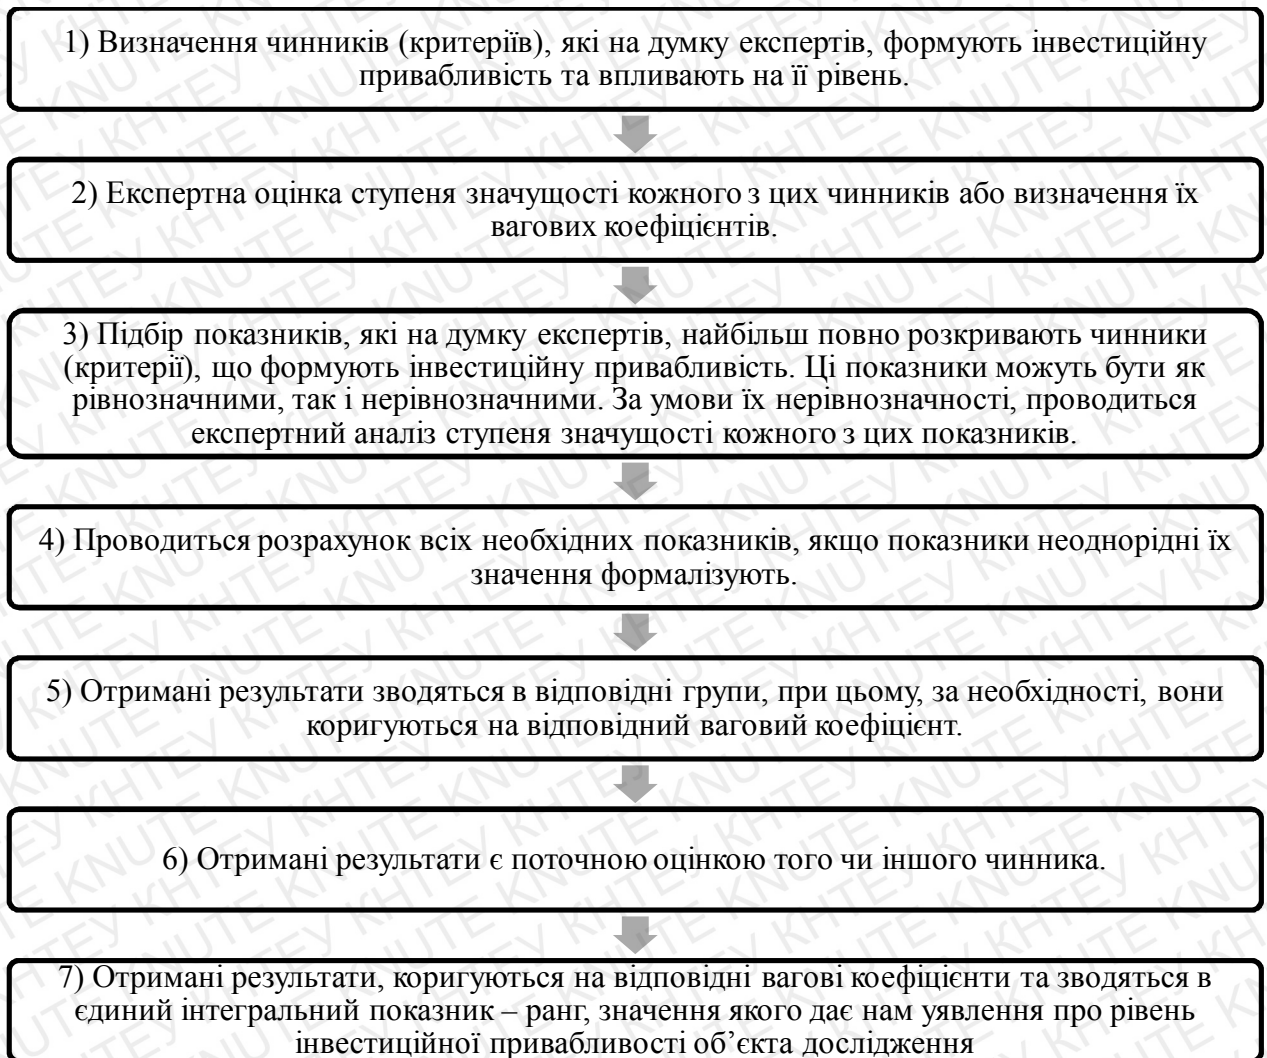 1) Визначення чинників (критеріїв), які на думку експертів, формують інвестиційну
привабливість та впливають на її рівень.
2) Експертна оцінка ступеня значущості кожного з цих чинників або визначення їх
вагових коефіцієнтів.
3) Підбір показників, які на думку експертів, найбільш повно розкривають чинники
(критерії), що формують інвестиційну привабливість. Ці показники можуть бути як
рівнозначними, так і нерівнозначними. За умови їх нерівнозначності, проводиться
експертний аналіз ступеня значущості кожного з цих показників.
4) Проводиться розрахунок всіх необхідних показників, якщо показники неоднорідні їх
значення формалізують.
5) Отримані результати зводяться в відповідні групи, при цьому, за необхідності, вони
коригуються на відповідний ваговий коефіцієнт.
6) Отримані результати є поточною оцінкою того чи іншого чинника.
7) Отримані результати, коригуються на відповідні вагові коефіцієнти та зводяться в
єдиний інтегральний показник – ранг, значення якого дає нам уявлення про рівень
інвестиційної привабливості об’єкта дослідження